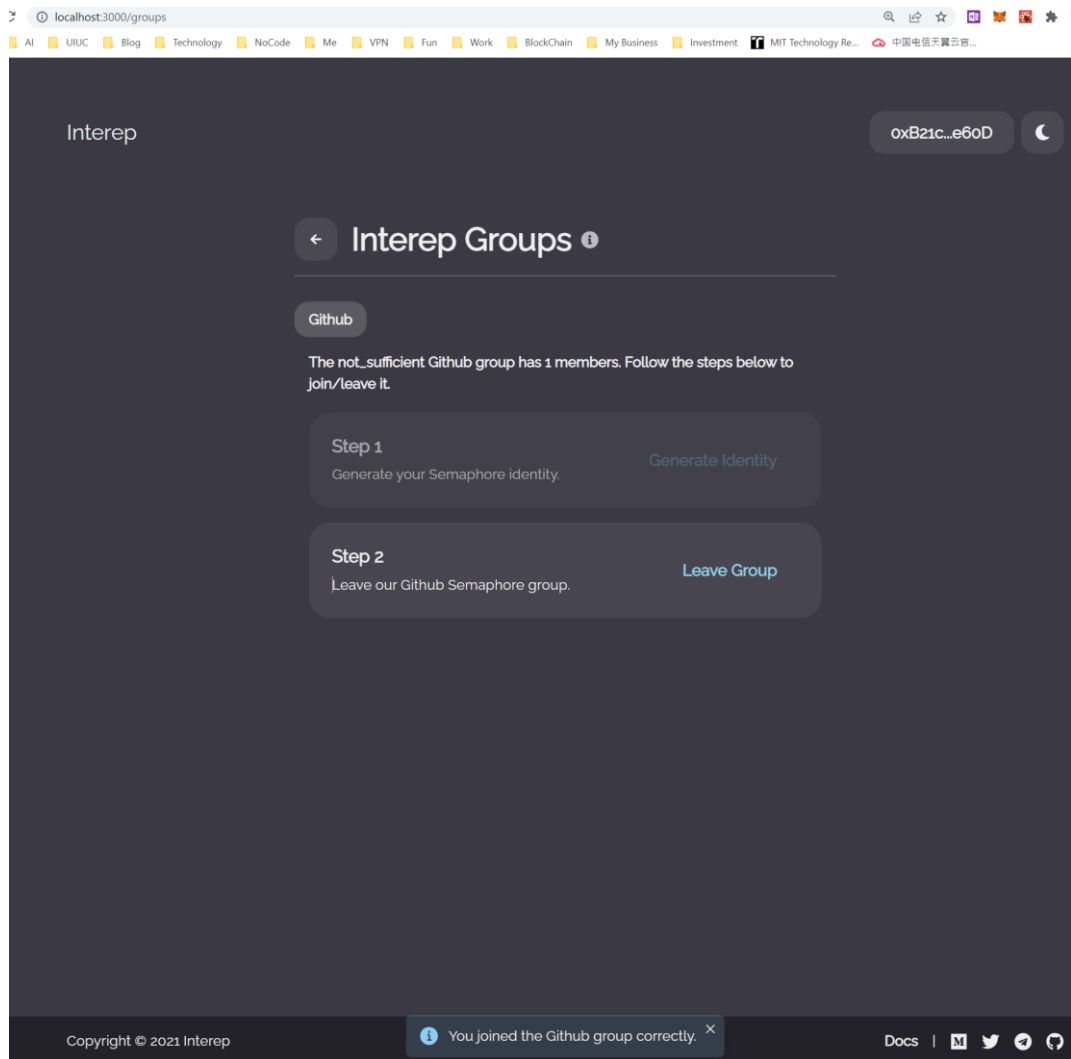 localhost:3000/groups
AI UIUC Blog Technology NoCode Me VPN Fun Work BlockChain My Business Investment MIT Technology Re... 中国电信天翼云官...
Interep
0xB21c...e60D
Interep Groups
Github
The not_sufficient Github group has 1 members. Follow the steps below to
join/leave it.
Step 1
Generate your Semaphore identity.
Generate Identity
Step 2
Leave our Github Semaphore group.
Leave Group
Copyright © 2021 Interep
You joined the Github group correctly.
Docs |